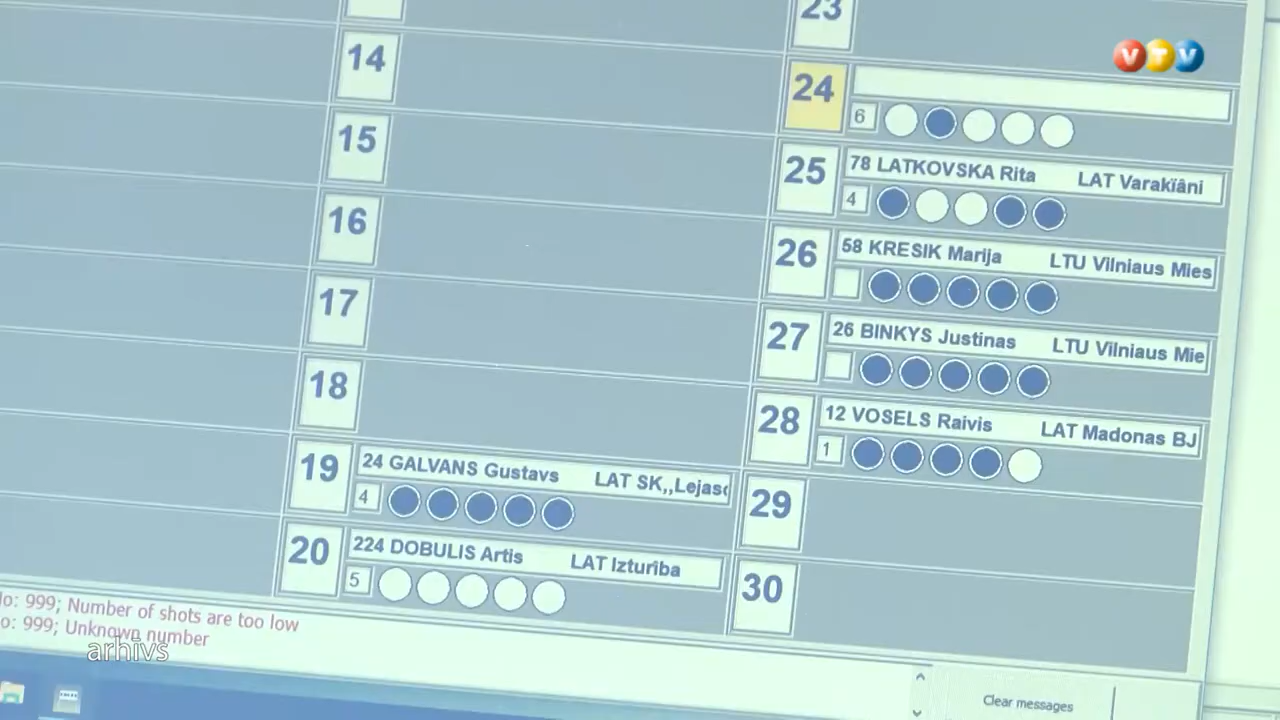 VTV
23
14
24
6
15
25
78 LATKOVSKA Rita LAT Varakïâni
4
16
26
58 KRESIK Marija LTU Vilniaus Mies
17
27
26 BINKYS Justinas LTU Vilniaus Mie
18
28
12 VOSELS Raivis LAT Madonas BJ
1
19
24 GALVANS Gustavs LAT SK,,Lejas
4
29
20
224 DOBULIS Artis LAT Izturîba
5
30
999; Number of shots are too low
999; Unknown number
arhīvs
Clear messages